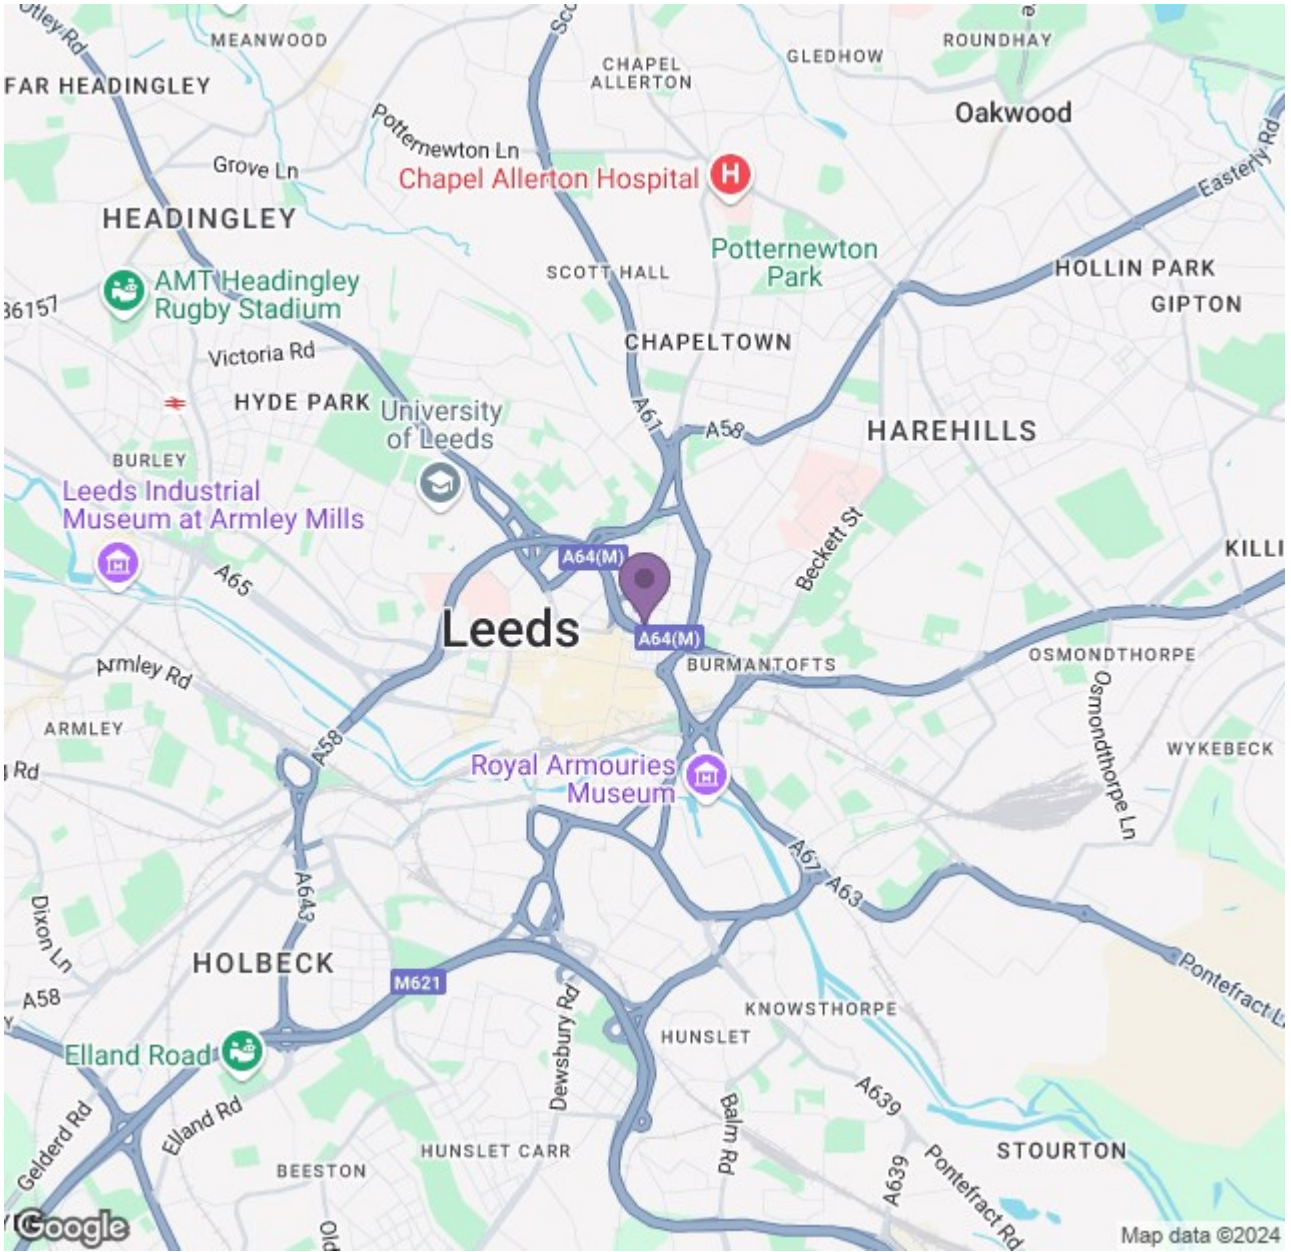 Otley Rd
MEANWOOD
Sco
CHAPEL
ALLERTON
GLEDHOW
ROUNDHAY
e
FAR HEADINGLEY
Oakwood
Potternewton Ln
Grove Ln
Chapel Allerton Hospital
H
Easterly Rd
HEADINGLEY
Potternewton
Park
SCOTT HALL
HOLLIN PARK
GIPTON
AMT Headingley
Rugby Stadium
36157
Victoria Rd
CHAPELTOWN
HYDE PARK
University
of Leeds
A61
A58
HAREHILLS
BURLEY
Leeds Industrial
Museum at Armley Mills
Beckett St
A64(M)
KILLI
A65
Leeds
A64(M)
BURMANTOFTS
OSMONDTHORPE
Armley Rd
Osmondthorpe Ln
ARMLEY
A58
WYKEBECK
Rd
Royal Armouries
Museum
A67
A63
A643
Dixon Ln
HOLBECK
M621
Pontefract L
A58
Y
KNOWSTHORPE
HUNSLET
Dewsbury Rd
Elland Road
Elland Rd
Gelderd Rd
A639
Balm Rd
HUNSLET CARR
BEESTON
STOURTON
A639
Pontefract Rd
Old
Google
Map data ©2024